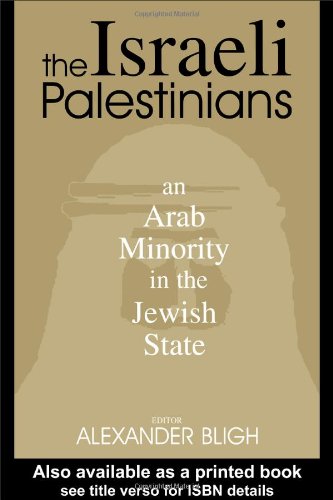 the Israeli
Palestinians
an
Arab
Minority
in the
Jewish
State
EDITOR
ALEXANDER BLIGH
Also available as a printed book
see title verso for ISBN details